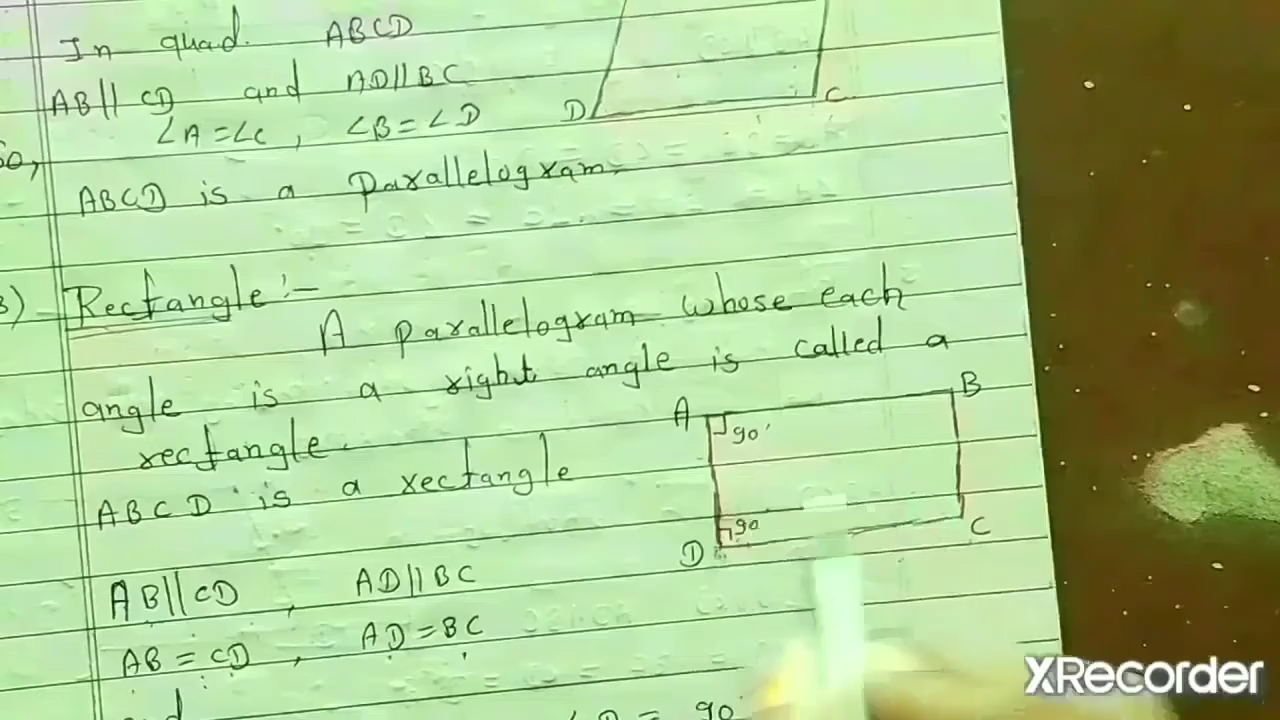 In quad. ABCD
AB || CD and AD || BC
∠A = ∠C, ∠B = ∠D
So,
ABCD is a parallelogram.
D C
3) Rectangle :-
A parallelogram whose each
angle is a right angle is called a
rectangle.
ABCD is a rectangle
A B
90°
90
D C
AB || CD , AD || BC
AB = CD , AD = BC
and
∠D = 90
XRecorder